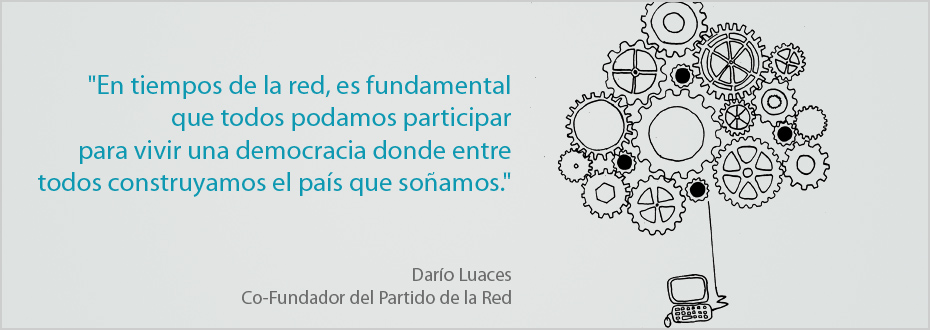 "En tiempos de la red, es fundamental
que todos podamos participar
para vivir una democracia donde entre
todos construyamos el país que soñamos."
Darío Luaces
Co-Fundador del Partido de la Red